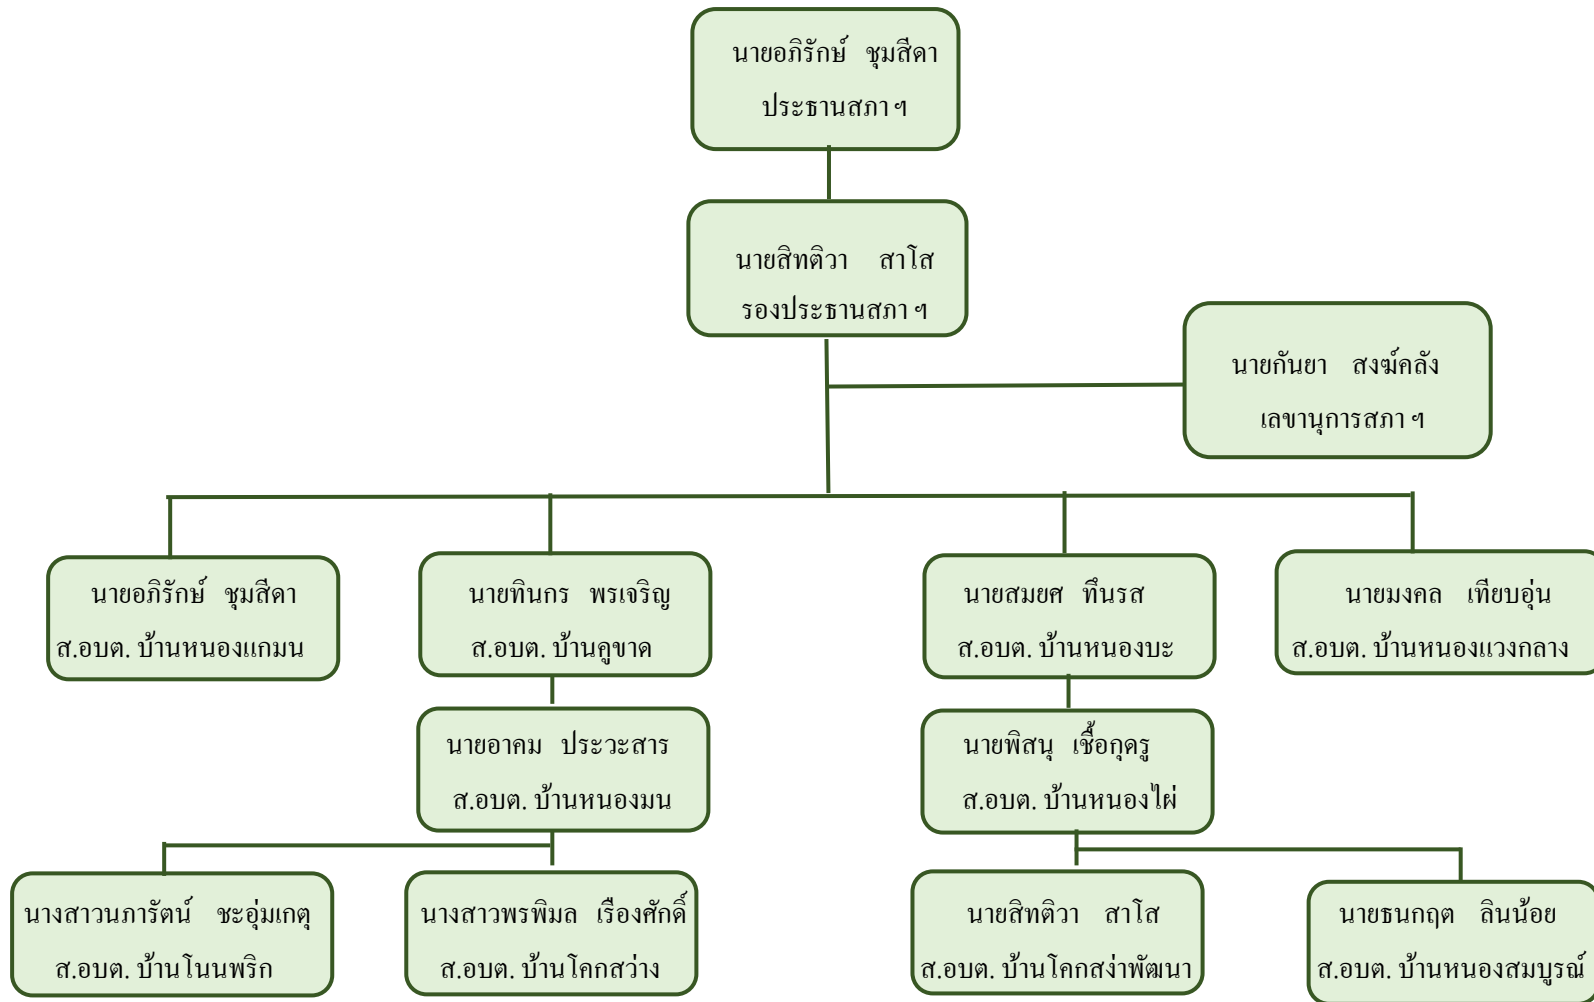 นายอภิรักษ์ ชุมสีดา
ประธานสภา ฯ
นายสิทติวา สาโส
รองประธานสภา ฯ
นายกันยา สงฆ์คลัง
เลขานุการสภา ฯ
นายอภิรักษ์ ชุมสีดา
ส.อบต. บ้านหนองแกมน
นายทินกร พรเจริญ
ส.อบต. บ้านคูขาด
นายสมยศ ทึนรส
ส.อบต. บ้านหนองบะ
นายมงคล เทียบอุ่น
ส.อบต. บ้านหนองแวงกลาง
นายอาคม ประวะสาร
ส.อบต. บ้านหนองมน
นายพิสนุ เชื้อกุดรู
ส.อบต. บ้านหนองไผ่
นางสาวนภารัตน์ ชะอุ่มเกตุ
ส.อบต. บ้านโนนพริก
นางสาวพรพิมล เรืองศักดิ์
ส.อบต. บ้านโคกสว่าง
นายสิทติวา สาโส
ส.อบต. บ้านโคกสง่าพัฒนา
นายธนกฤต ลินน้อย
ส.อบต. บ้านหนองสมบูรณ์